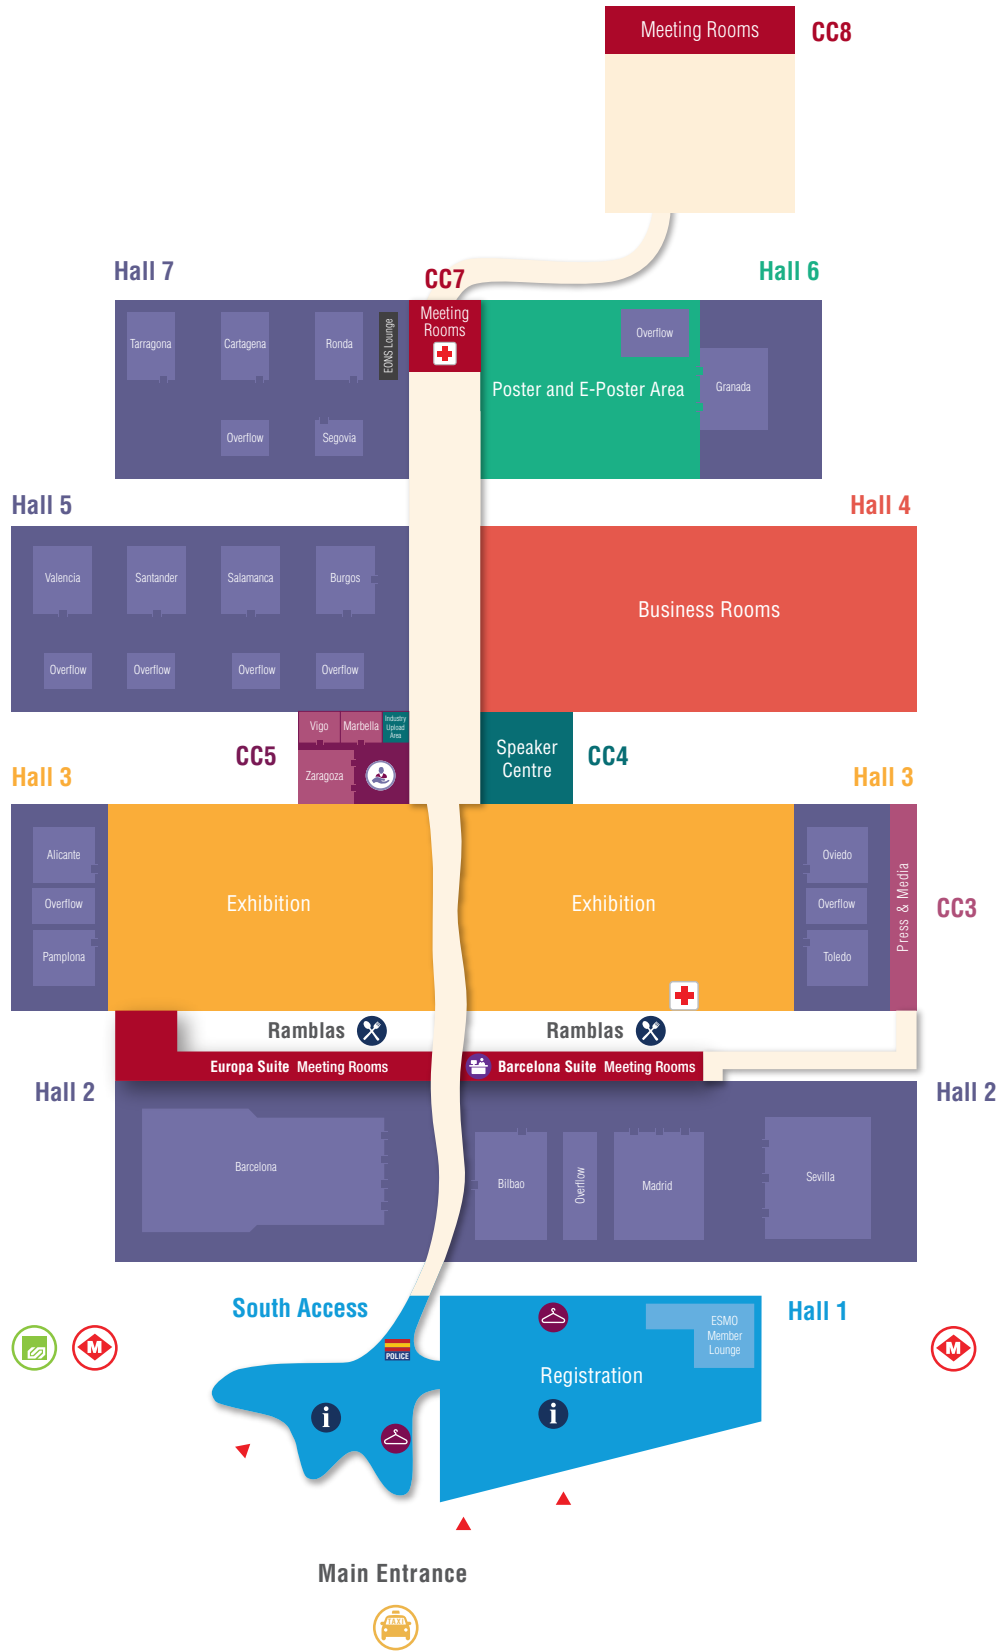 Meeting Rooms
CC8
Hall 7
CC7
Hall 6
Meeting
Rooms
Tarragona
Cartagena
Ronda
EONS Lounge
Overflow
Poster and E-Poster Area
Granada
Overflow
Segovia
Hall 5
Hall 4
Valencia
Santander
Salamanca
Burgos
Business Rooms
Overflow
Overflow
Overflow
Overflow
Vigo
Marbella
Industry
Upload
Area
CC5
Zaragoza
Speaker
Centre
CC4
Hall 3
Hall 3
Alicante
Overflow
Pamplona
Exhibition
Exhibition
Oviedo
Overflow
Toledo
Press & Media
CC3
Ramblas
Ramblas
Europa Suite Meeting Rooms
Barcelona Suite Meeting Rooms
Hall 2
Hall 2
Barcelona
Bilbao
Overflow
Madrid
Sevilla
South Access
Hall 1
ESMO
Member
Lounge
POLICE
M
M
Registration
i
i
Main Entrance
TAXI